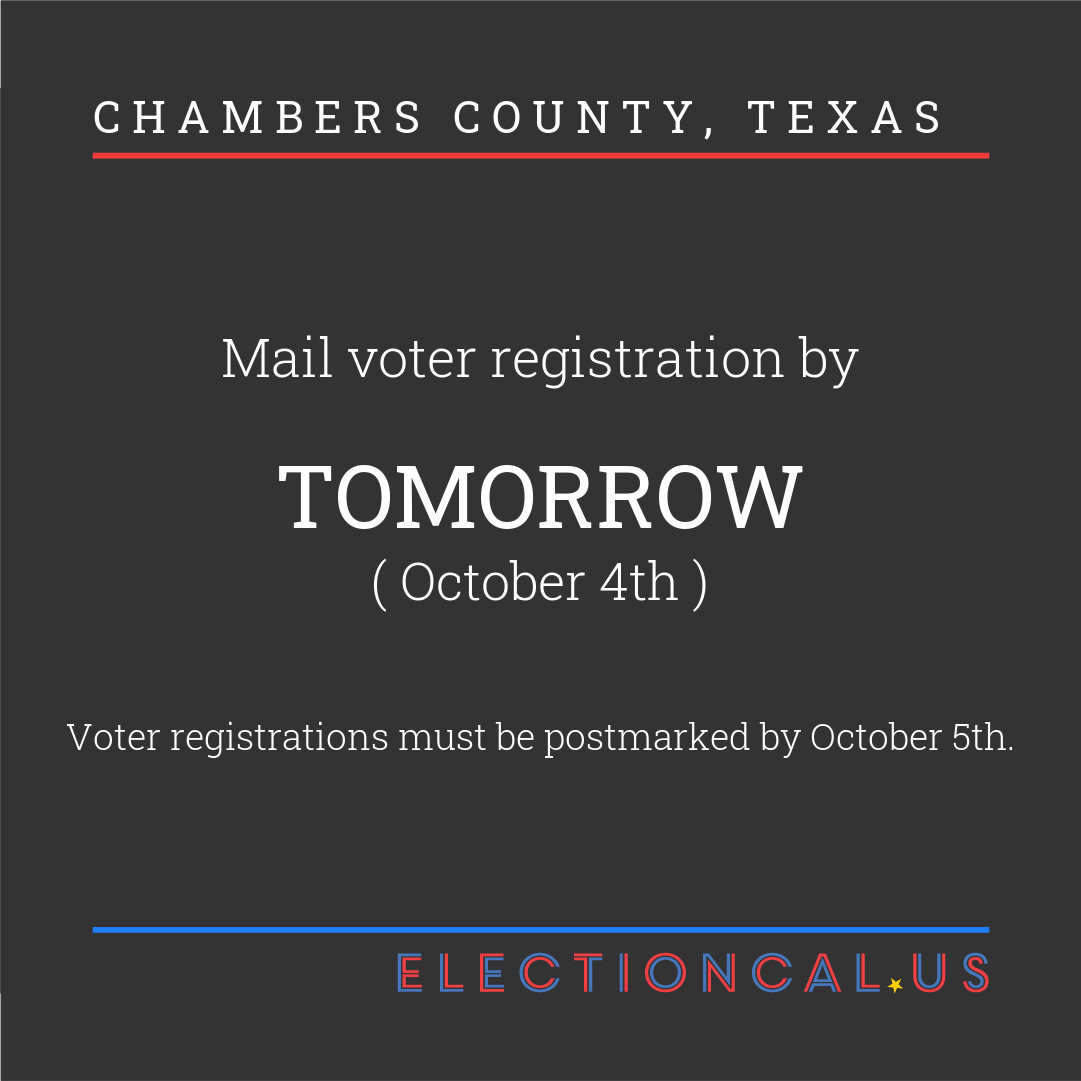 CHAMBERS COUNTY, TEXAS
Mail voter registration by
TOMORROW
( October 4th )
Voter registrations must be postmarked by October 5th.
ELECTIONCAL.US